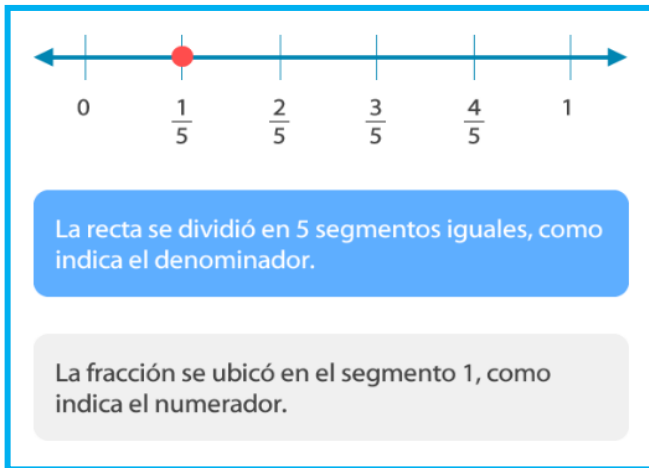 0 1/5 2/5 3/5 4/5 1
La recta se dividió en 5 segmentos iguales, como
indica el denominador.
La fracción se ubicó en el segmento 1, como
indica el numerador.